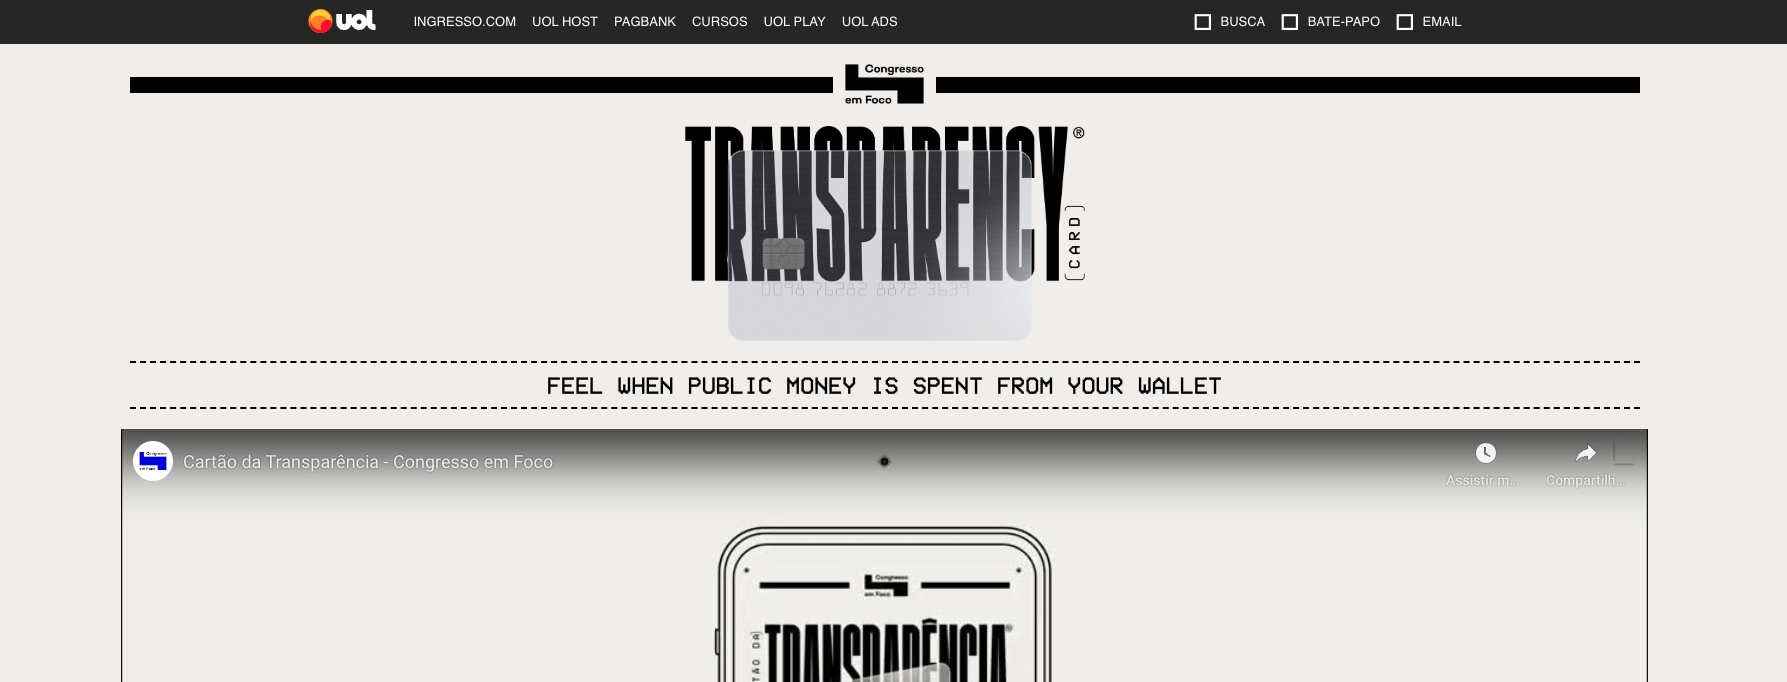 UOL INGRESSO.COM UOL HOST PAGBANK CURSOS UOL PLAY UOL ADS BUSCA BATE-PAPO EMAIL
Congresso
em Foco
TRANSPARENCY®
[CARD]
0098 76282 8872 3639
FEEL WHEN PUBLIC MONEY IS SPENT FROM YOUR WALLET
Cartão da Transparência - Congresso em Foco
Assistir m... Compartilh...
Congresso
em Foco
TRANSPARÊNCIA®